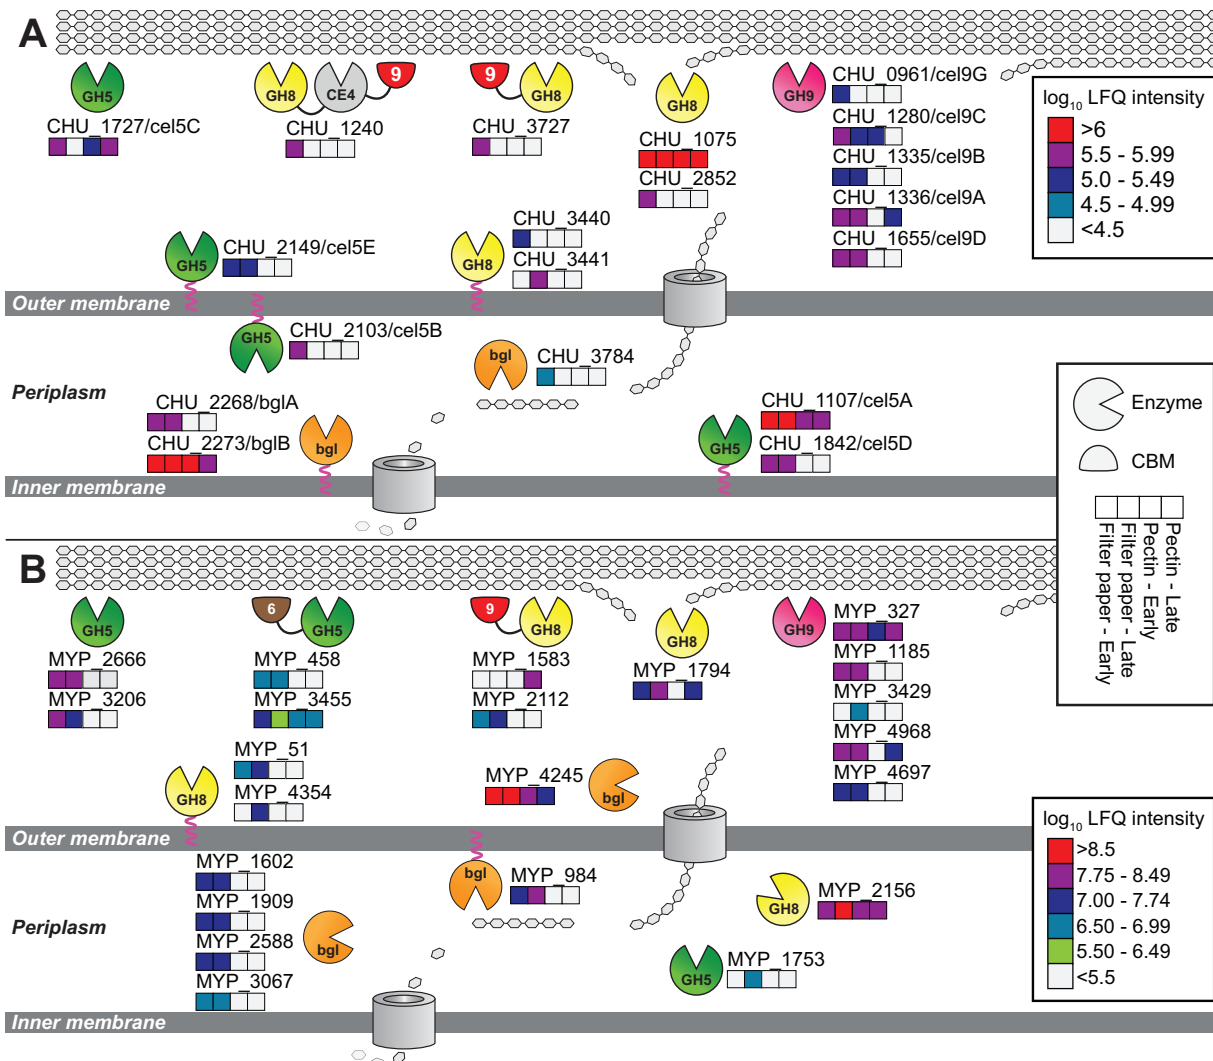 A
GH5
CHU_1727/cel5C
GH8
CE4
9
CHU_1240
9
GH8
CHU_3727
GH8
CHU_1075
CHU_2852
GH9
CHU_0961/cel9G
CHU_1280/cel9C
CHU_1335/cel9B
CHU_1336/cel9A
CHU_1655/cel9D
log10 LFQ intensity
>6
5.5 - 5.99
5.0 - 5.49
4.5 - 4.99
<4.5
GH5
CHU_2149/cel5E
GH8
CHU_3440
CHU_3441
Outer membrane
GH5
CHU_2103/cel5B
bgl
CHU_3784
Periplasm
CHU_2268/bglA
CHU_2273/bglB
bgl
GH5
CHU_1107/cel5A
CHU_1842/cel5D
Inner membrane
Enzyme
CBM
Filter paper - Early
Filter paper - Late
Pectin - Early
Pectin - Late
B
GH5
MYP_2666
MYP_3206
6
GH5
MYP_458
MYP_3455
9
GH8
MYP_1583
MYP_2112
GH8
MYP_1794
GH9
MYP_327
MYP_1185
MYP_3429
MYP_4968
MYP_4697
GH8
MYP_51
MYP_4354
MYP_4245
bgl
Outer membrane
log10 LFQ intensity
>8.5
7.75 - 8.49
7.00 - 7.74
6.50 - 6.99
5.50 - 6.49
<5.5
MYP_1602
MYP_1909
MYP_2588
MYP_3067
bgl
bgl
MYP_984
GH8
MYP_2156
GH5
MYP_1753
Periplasm
Inner membrane